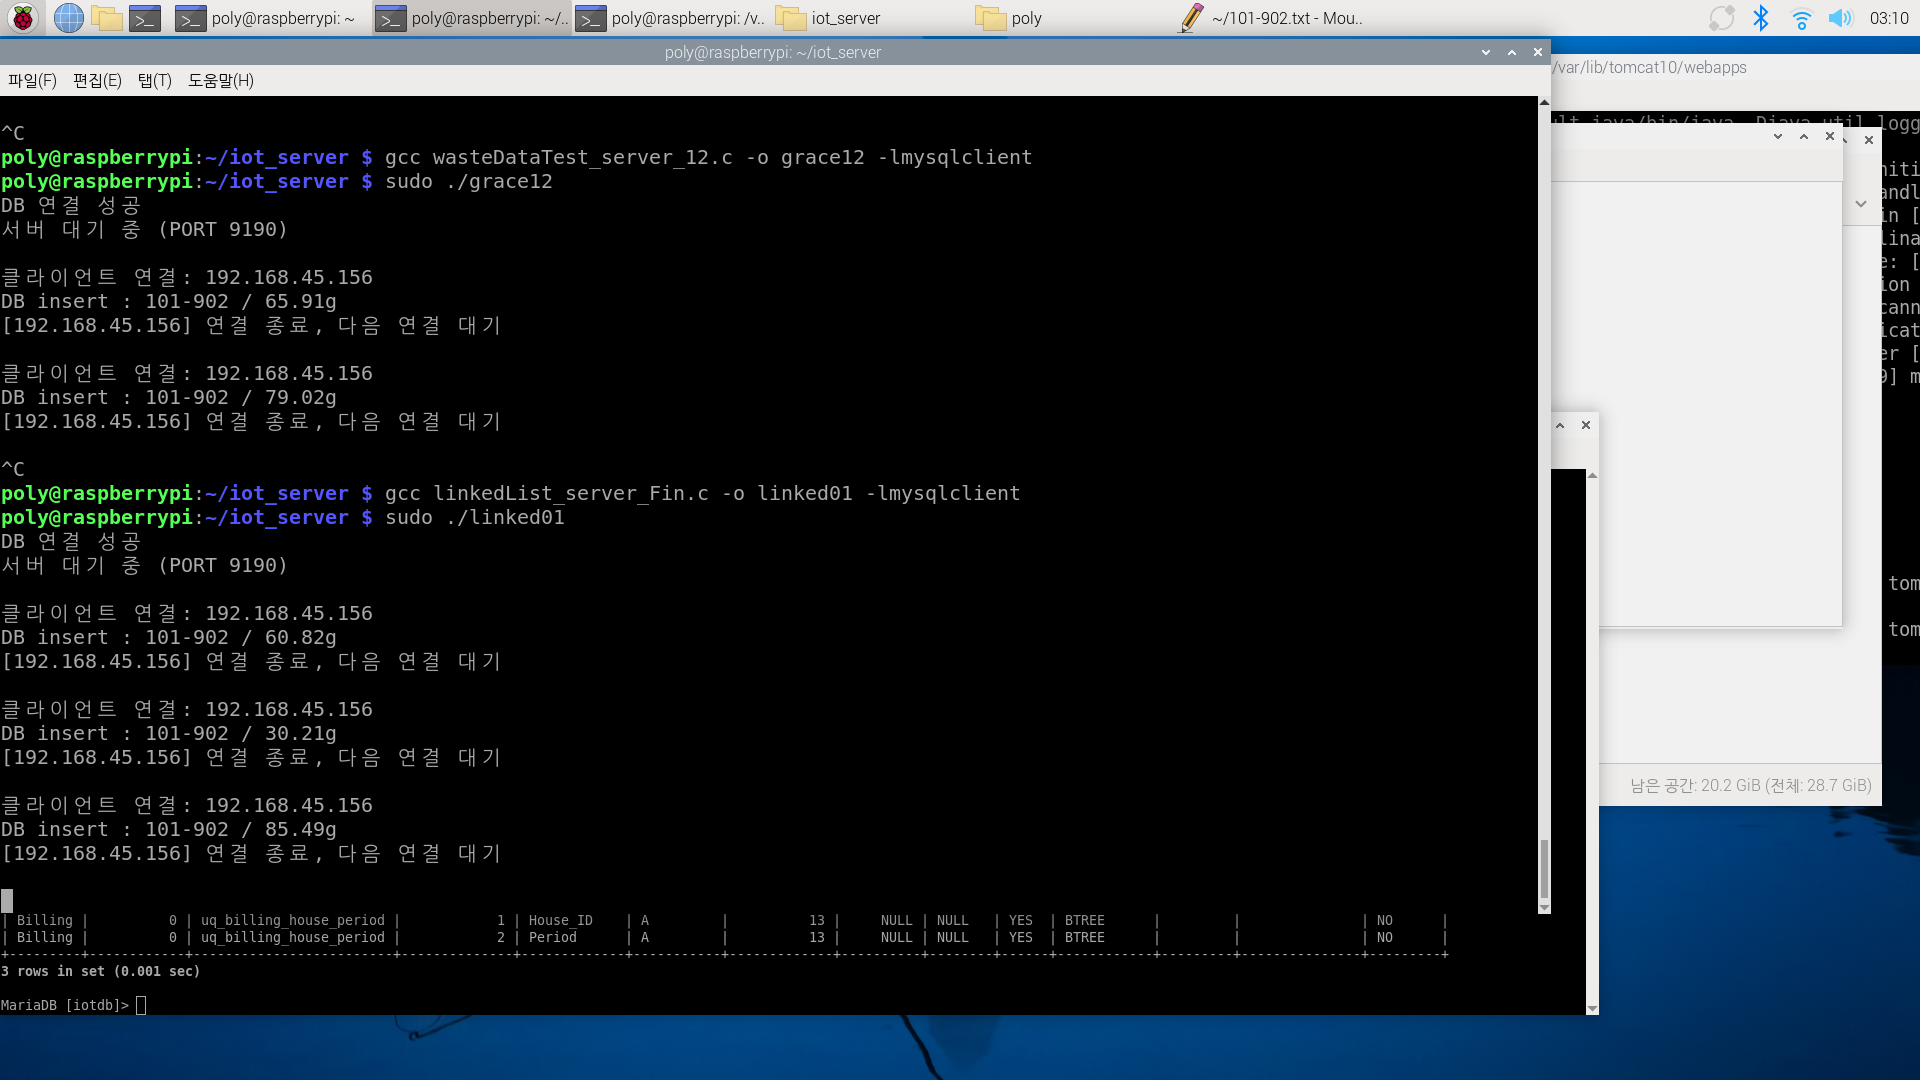 poly@raspberrypi: ~
poly@raspberrypi: ~/..
poly@raspberrypi: /v..
iot_server
poly
~/101-902.txt - Mou..
03:10
poly@raspberrypi: ~/iot_server
파일(F) 편집(E) 탭(T) 도움말(H)
^C
poly@raspberrypi:~/iot_server $ gcc wasteDataTest_server_12.c -o grace12 -lmysqlclient
poly@raspberrypi:~/iot_server $ sudo ./grace12
DB 연결 성공
서버 대기 중 (PORT 9190)
클라이언트 연결: 192.168.45.156
DB insert : 101-902 / 65.91g
[192.168.45.156] 연결 종료, 다음 연결 대기
클라이언트 연결: 192.168.45.156
DB insert : 101-902 / 79.02g
[192.168.45.156] 연결 종료, 다음 연결 대기
^C
poly@raspberrypi:~/iot_server $ gcc linkedList_server_Fin.c -o linked01 -lmysqlclient
poly@raspberrypi:~/iot_server $ sudo ./linked01
DB 연결 성공
서버 대기 중 (PORT 9190)
클라이언트 연결: 192.168.45.156
DB insert : 101-902 / 60.82g
[192.168.45.156] 연결 종료, 다음 연결 대기
클라이언트 연결: 192.168.45.156
DB insert : 101-902 / 30.21g
[192.168.45.156] 연결 종료, 다음 연결 대기
클라이언트 연결: 192.168.45.156
DB insert : 101-902 / 85.49g
[192.168.45.156] 연결 종료, 다음 연결 대기
| Billing | 0 | uq_billing_house_period | 1 | House_ID | A | 13 | NULL | NULL | YES | BTREE | | | NO |
| Billing | 0 | uq_billing_house_period | 2 | Period | A | 13 | NULL | NULL | YES | BTREE | | | NO |
+---------+------------+-------------------------+--------------+-------------+-----------+-------------+----------+--------+------+------------+---------+---------------+---------+
3 rows in set (0.001 sec)
MariaDB [iotdb]>
/var/lib/tomcat10/webapps
ult-java/bin/java -Djava.util.logg
niti
andl
in [
lina
e: [
ion
cann
icat
er [
9] m
tom
tom
남은 공간: 20.2 GiB (전체: 28.7 GiB)